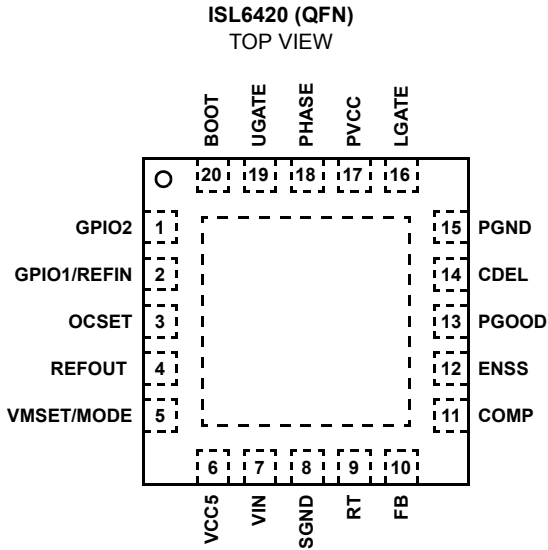 ISL6420 (QFN)
TOP VIEW
BOOT
UGATE
PHASE
PVCC
LGATE
20 19 18 17 16
GPIO2 1
15 PGND
GPIO1/REFIN 2
14 CDEL
OCSET 3
13 PGOOD
REFOUT 4
12 ENSS
VMSET/MODE 5
11 COMP
6 7 8 9 10
VCC5
VIN
SGND
RT
FB